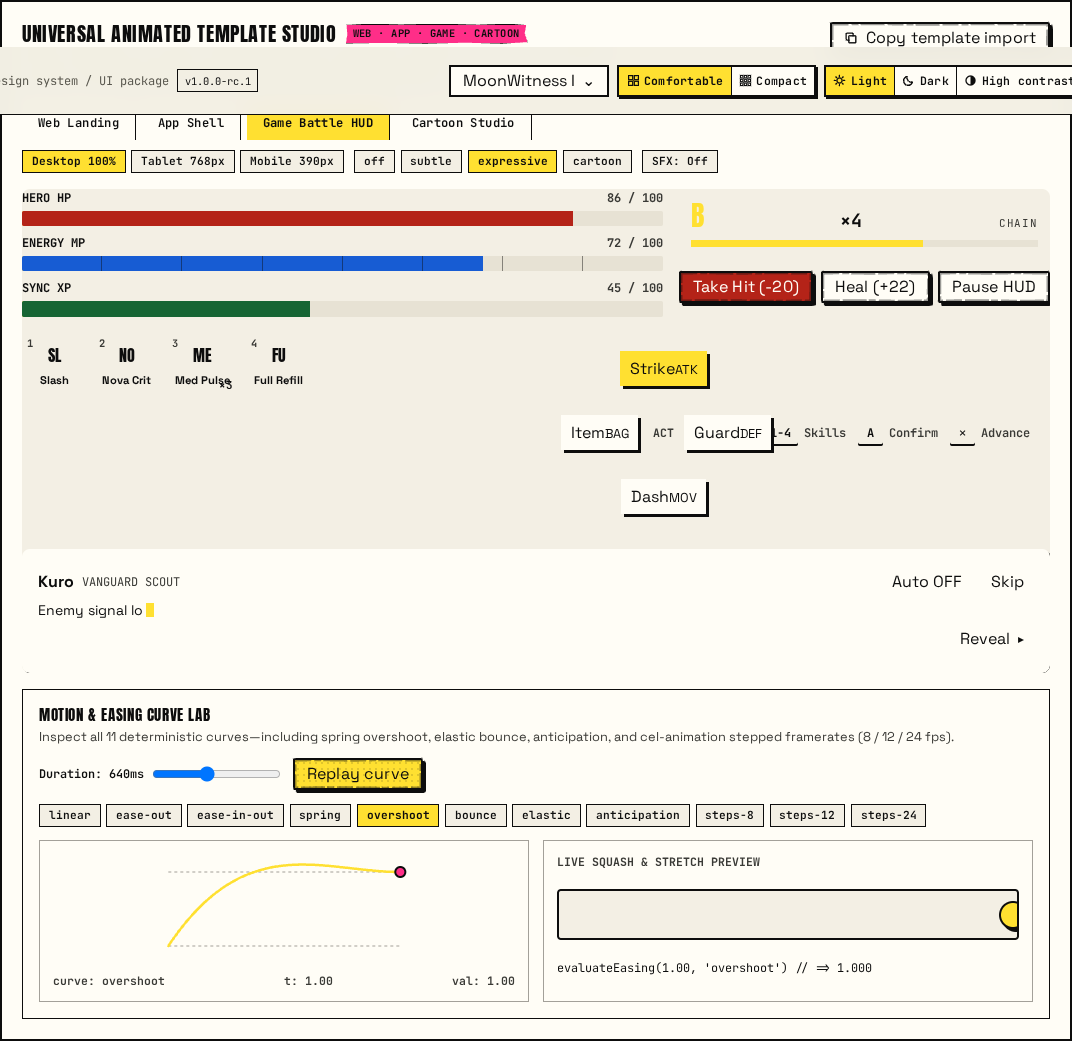 UNIVERSAL ANIMATED TEMPLATE STUDIO WEB · APP · GAME · CARTOON Copy template import
sign system / UI package v1.0.0-rc.1 MoonWitness I Comfortable Compact Light Dark High contrast
Web Landing App Shell Game Battle HUD Cartoon Studio
Desktop 100% Tablet 768px Mobile 390px off subtle expressive cartoon SFX: Off
HERO HP 86 / 100
B ×4 CHAIN
ENERGY MP 72 / 100
SYNC XP 45 / 100
Take Hit (-20) Heal (+22) Pause HUD
1 SL Slash
2 NO Nova Crit
3 ME Med Pulse ×3
4 FU Full Refill
StrikeATK
ItemBAG ACT GuardDEF 1-4 Skills A Confirm × Advance
DashMOV
Kuro VANGUARD SCOUT Auto OFF Skip
Enemy signal lo
Reveal ▸
MOTION & EASING CURVE LAB
Inspect all 11 deterministic curves—including spring overshoot, elastic bounce, anticipation, and cel-animation stepped framerates (8 / 12 / 24 fps).
Duration: 640ms Replay curve
linear ease-out ease-in-out spring overshoot bounce elastic anticipation steps-8 steps-12 steps-24
LIVE SQUASH & STRETCH PREVIEW
evaluateEasing(1.00, 'overshoot') // => 1.000
curve: overshoot t: 1.00 val: 1.00